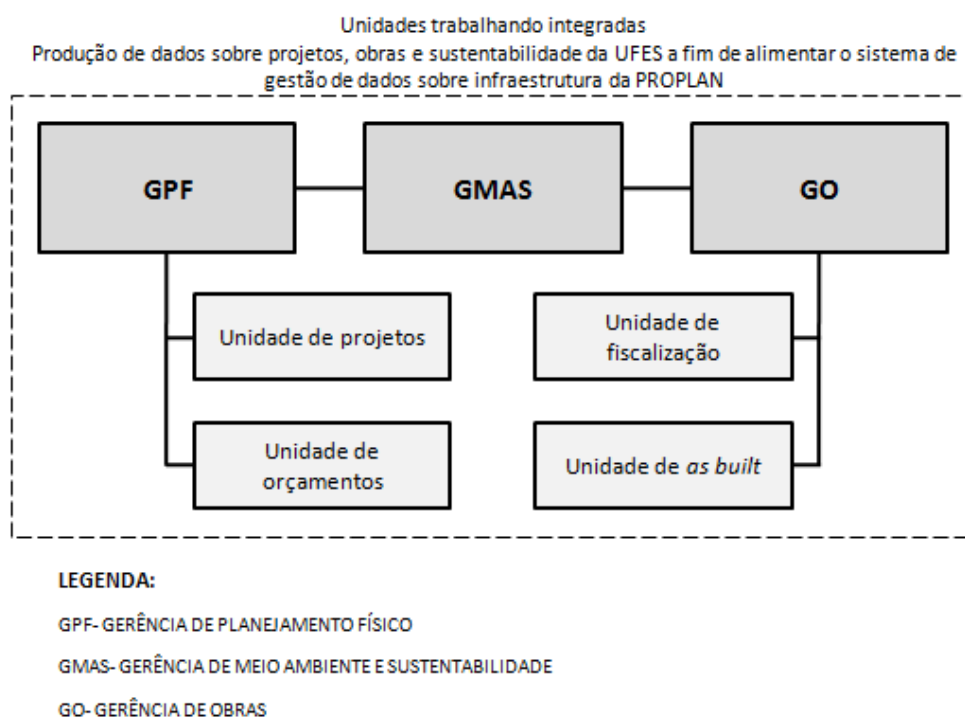 Unidades trabalhando integradas
Produção de dados sobre projetos, obras e sustentabilidade da UFES a fim de alimentar o sistema de
gestão de dados sobre infraestrutura da PROPLAN
GPF
GMAS
GO
Unidade de projetos
Unidade de
fiscalização
Unidade de
orçamentos
Unidade de as built
LEGENDA:
GPF- GERÊNCIA DE PLANEJAMENTO FÍSICO
GMAS- GERÊNCIA DE MEIO AMBIENTE E SUSTENTABILIDADE
GO- GERÊNCIA DE OBRAS